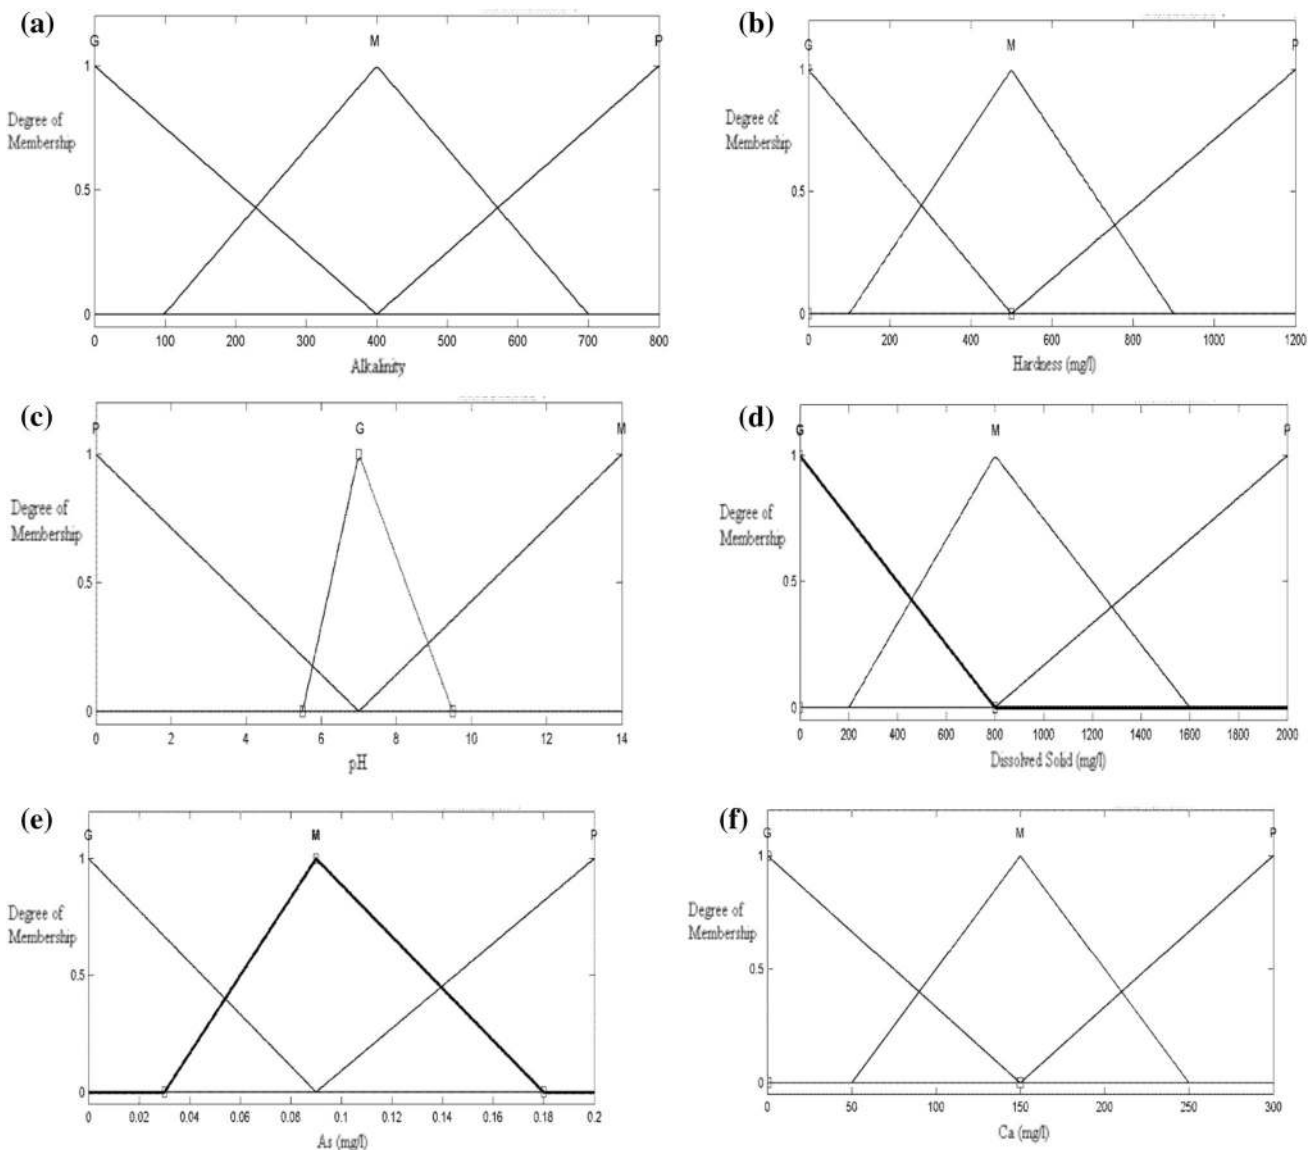 (a)
G M P
1
Degree of
Membership
0.5
0
0 100 200 300 400 500 600 700 800
Alkalinity
(b)
G M P
1
Degree of
Membership
0.5
0
0 200 400 600 800 1000 1200
Hardness (mg/l)
(c)
P G M
1
Degree of
Membership
0.5
0
0 2 4 6 8 10 12 14
pH
(d)
G M P
1
Degree of
Membership
0.5
0
0 200 400 600 800 1000 1200 1400 1600 1800 2000
Dissolved Solid (mg/l)
(e)
G M P
1
Degree of
Membership
0.5
0
0 0.02 0.04 0.06 0.08 0.1 0.12 0.14 0.16 0.18 0.2
As (mg/l)
(f)
G M P
1
Degree of
Membership
0.5
0
0 50 100 150 200 250 300
Ca (mg/l)